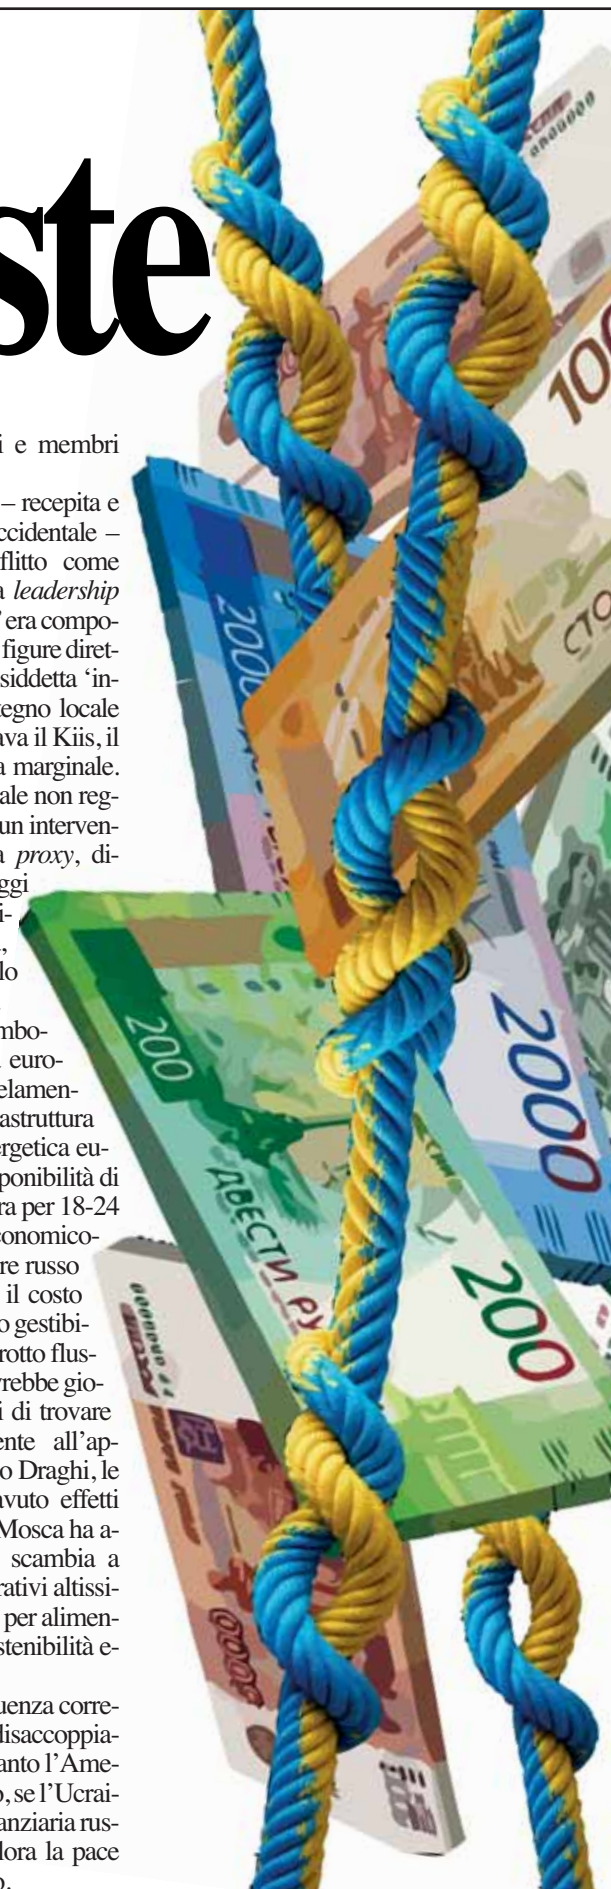 ste
i e membri
– recepita e
ccidentale –
flitto come
a leadership
’ era compo-
figure diret-
siddetta ‘in-
tegno locale
ava il Kiis, il
a marginale.
ale non reg-
un interven-
a proxy, di-
ggi
i-
,
lo
mbo-
euro-
elamen-
astruttura
ergetica eu-
ponibilità di
ra per 18-24
conomico-
re russo
il costo
o gestibi-
rotto flus-
rebbe gio-
i di trovare
ente all’ap-
o Draghi, le
avuto effetti
Mosca ha a-
scambia a
rativi altissi-
per alimen-
stenibilità e-
uenza corre-
disaccoppia-
anto l’Ame-
o, se l’Ucrai-
anziaria rus-
lora la pace
o.
100
2000
СТО
200
2000
ДВЕСТИ РУ
200
5000